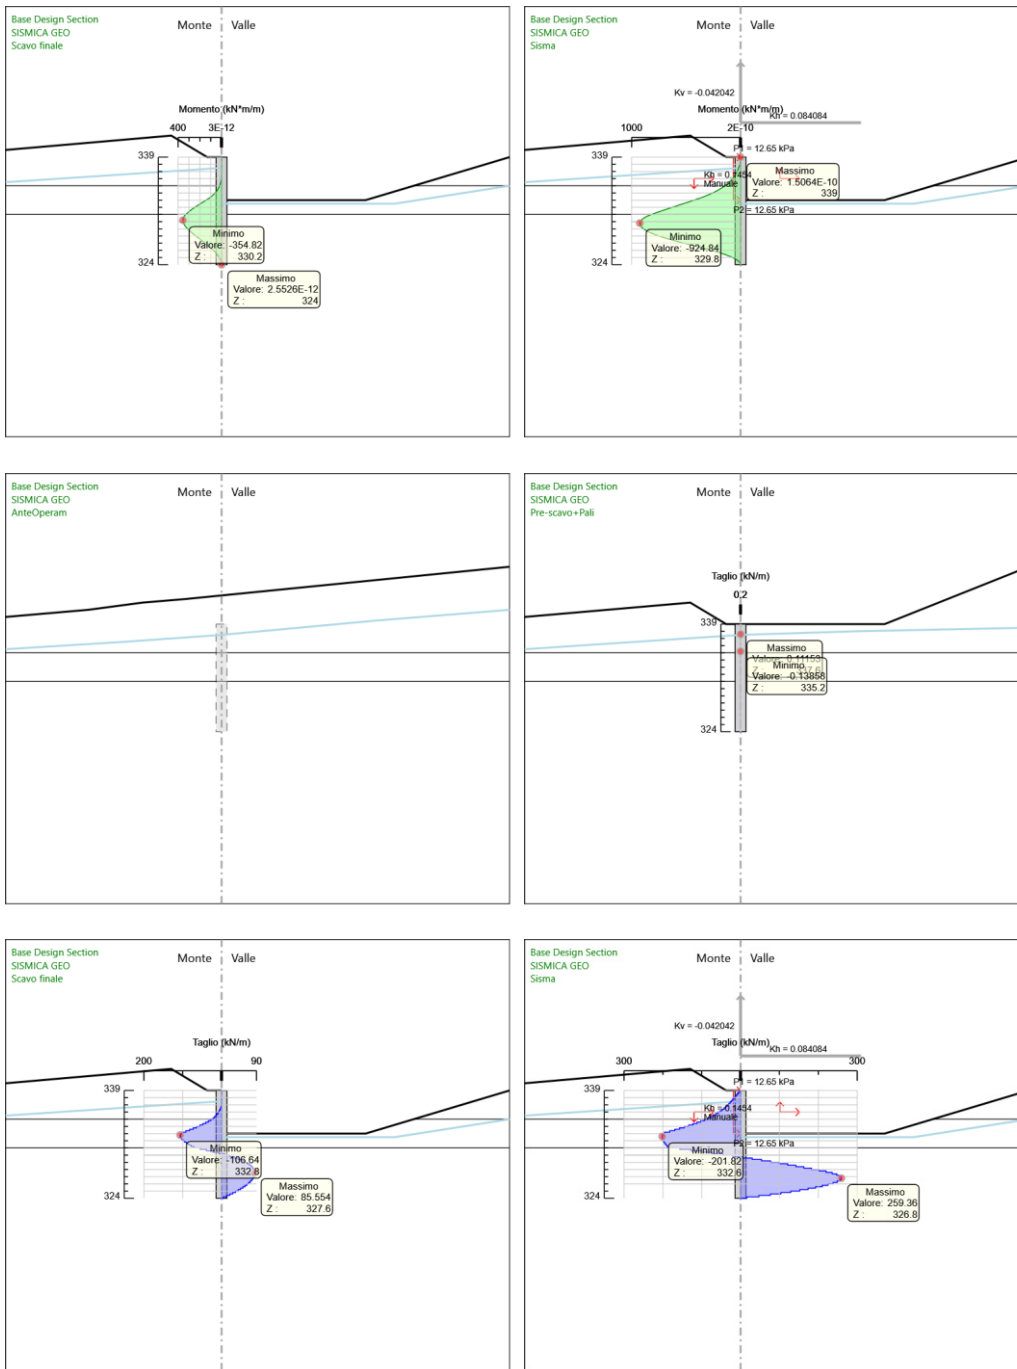 Base Design Section
SISMICA GEO
Scavo finale
Monte
Valle
Momento (kN*m/m)
400
3E-12
339
324
Minimo
Valore: -354.82
Z : 330.2
Massimo
Valore: 2.5526E-12
Z : 324
Base Design Section
SISMICA GEO
Sisma
Monte
Valle
Kv = -0.042042
Momento (kN*m/m)
Kh = 0.084084
1000
2E-10
P1 = 12.65 kPa
339
Massimo
Valore: 1.5064E-10
Z : 339
Kh = 0.1454
Manuale
P2 = 12.65 kPa
Minimo
Valore: -924.84
Z : 329.8
324
Base Design Section
SISMICA GEO
AnteOperam
Monte
Valle
Base Design Section
SISMICA GEO
Pre-scavo+Pali
Monte
Valle
Taglio (kN/m)
0.2
339
Massimo
Valore: 0.11153
Z : 337.6
Minimo
Valore: -0.13858
Z : 335.2
324
Base Design Section
SISMICA GEO
Scavo finale
Monte
Valle
Taglio (kN/m)
200
90
339
Minimo
Valore: -106.64
Z : 332.8
324
Massimo
Valore: 85.554
Z : 327.6
Base Design Section
SISMICA GEO
Sisma
Monte
Valle
Kv = -0.042042
Taglio (kN/m)
Kh = 0.084084
300
300
P1 = 12.65 kPa
339
Kh = 0.1454
Manuale
P2 = 12.65 kPa
Minimo
Valore: -201.82
Z : 332.6
324
Massimo
Valore: 259.36
Z : 326.8